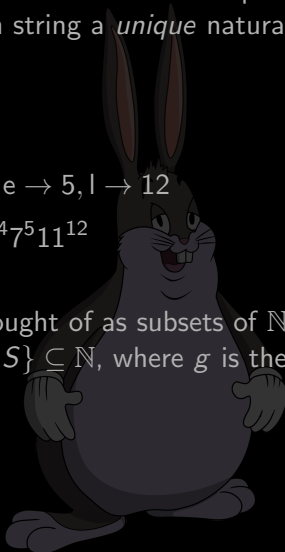 string a unique natura
e → 5, l → 12
⁴7⁵11¹²
ought of as subsets of ℕ
S} ⊆ ℕ, where g is the